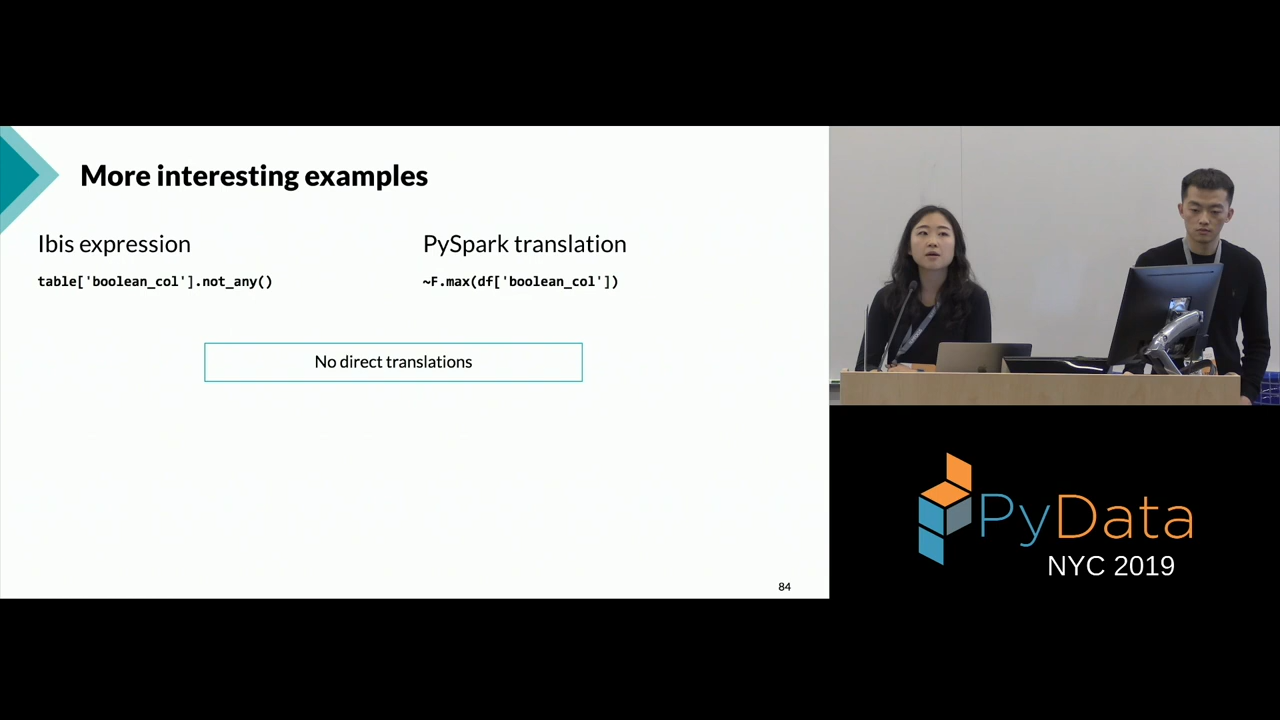 More interesting examples
Ibis expression
PySpark translation
table['boolean_col'].not_any()
~F.max(df['boolean_col'])
No direct translations
84
PyData
NYC 2019